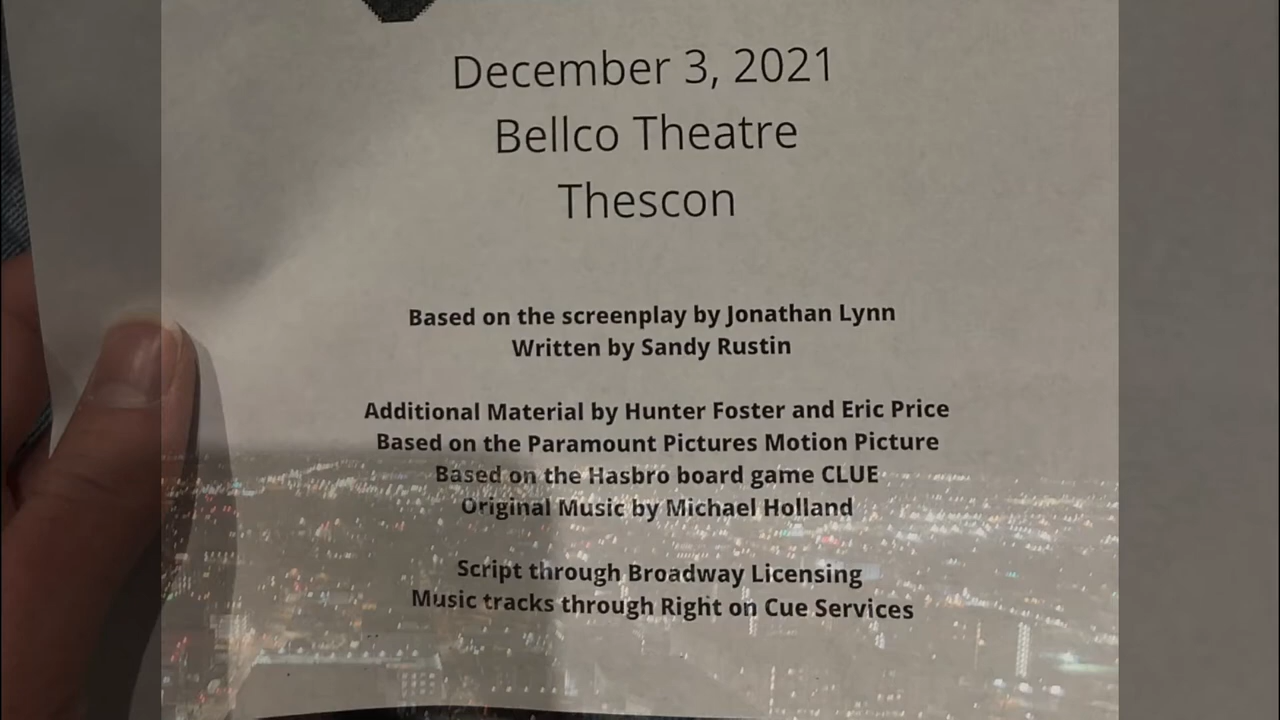 December 3, 2021
Bellco Theatre
Thescon
Based on the screenplay by Jonathan Lynn
Written by Sandy Rustin
Additional Material by Hunter Foster and Eric Price
Based on the Paramount Pictures Motion Picture
Based on the Hasbro board game CLUE
Original Music by Michael Holland
Script through Broadway Licensing
Music tracks through Right on Cue Services